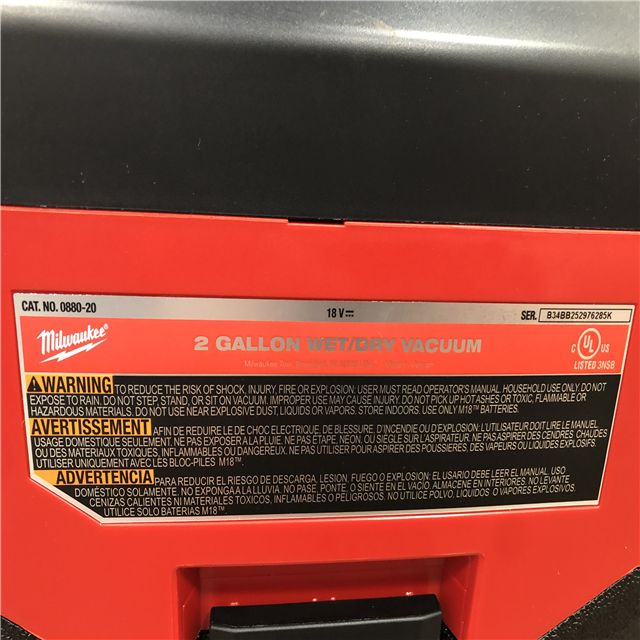 CAT. NO. 0880-20 18 V⎓ SER. B34BB252976285K
Milwaukee®
2 GALLON WET/DRY VACUUM
C UL US
LISTED 3NSB
⚠WARNING TO REDUCE THE RISK OF SHOCK, INJURY, FIRE OR EXPLOSION: USER MUST READ OPERATOR'S MANUAL. HOUSEHOLD USE ONLY. DO NOT
EXPOSE TO RAIN. DO NOT STEP, STAND, OR SIT ON VACUUM. IMPROPER USE MAY CAUSE INJURY. DO NOT PICK UP HOT ASHES OR TOXIC, FLAMMABLE OR
HAZARDOUS MATERIALS. DO NOT USE NEAR EXPLOSIVE DUST, LIQUIDS OR VAPORS. STORE INDOORS. USE ONLY M18™ BATTERIES.
AVERTISSEMENT AFIN DE RÉDUIRE LE DE CHOC ELECTRIQUE, DE BLESSURE, D'INCENDIE OU D'EXPLOSION: L'UTILISATEUR DOIT LIRE LE MANUEL.
USAGE DOMESTIQUE SEULEMENT. NE PAS EXPOSER A LA PLUIE. NE PAS ÉTAPE, NÉON, OU SIÈGLE SUR L'ASPIRATEUR. NE PAS ASPIRER DES CENDRES, CHAUDES
OU DES MATERIAUX TOXIQUES, INFLAMMABLES OU DANGEREUX. NE PAS UTILISER POUR ASPIRER DES POUSSIÈRES, DES VAPEURS OU LIQUIDES EXPLOSIFS.
UTILISER UNIQUEMENT AVEC LES BLOC-PILES M18™.
ADVERTENCIA PARA REDUCIR EL RIESGO DE DESCARGA, LESION, FUEGO O EXPLOSION: EL USARIO DEBE LEER EL MANUAL. USO
DOMÉSTICO SOLAMENTE. NO EXPONGA A LA LLUVIA. NO PASE, PONTE, O SIENTE EN EL VACÍO. ALMACENE EN INTERIORES. NO LEVANTE
CENIZAS CALIENTES NI MATERIALES TOXICOS, INFLAMABLES O PELIGROSOS. NO UTILICE POLVO, LIQUIDOS O VAPORES EXPLOSIVOS.
UTILICE SOLO BATERIAS M18™.